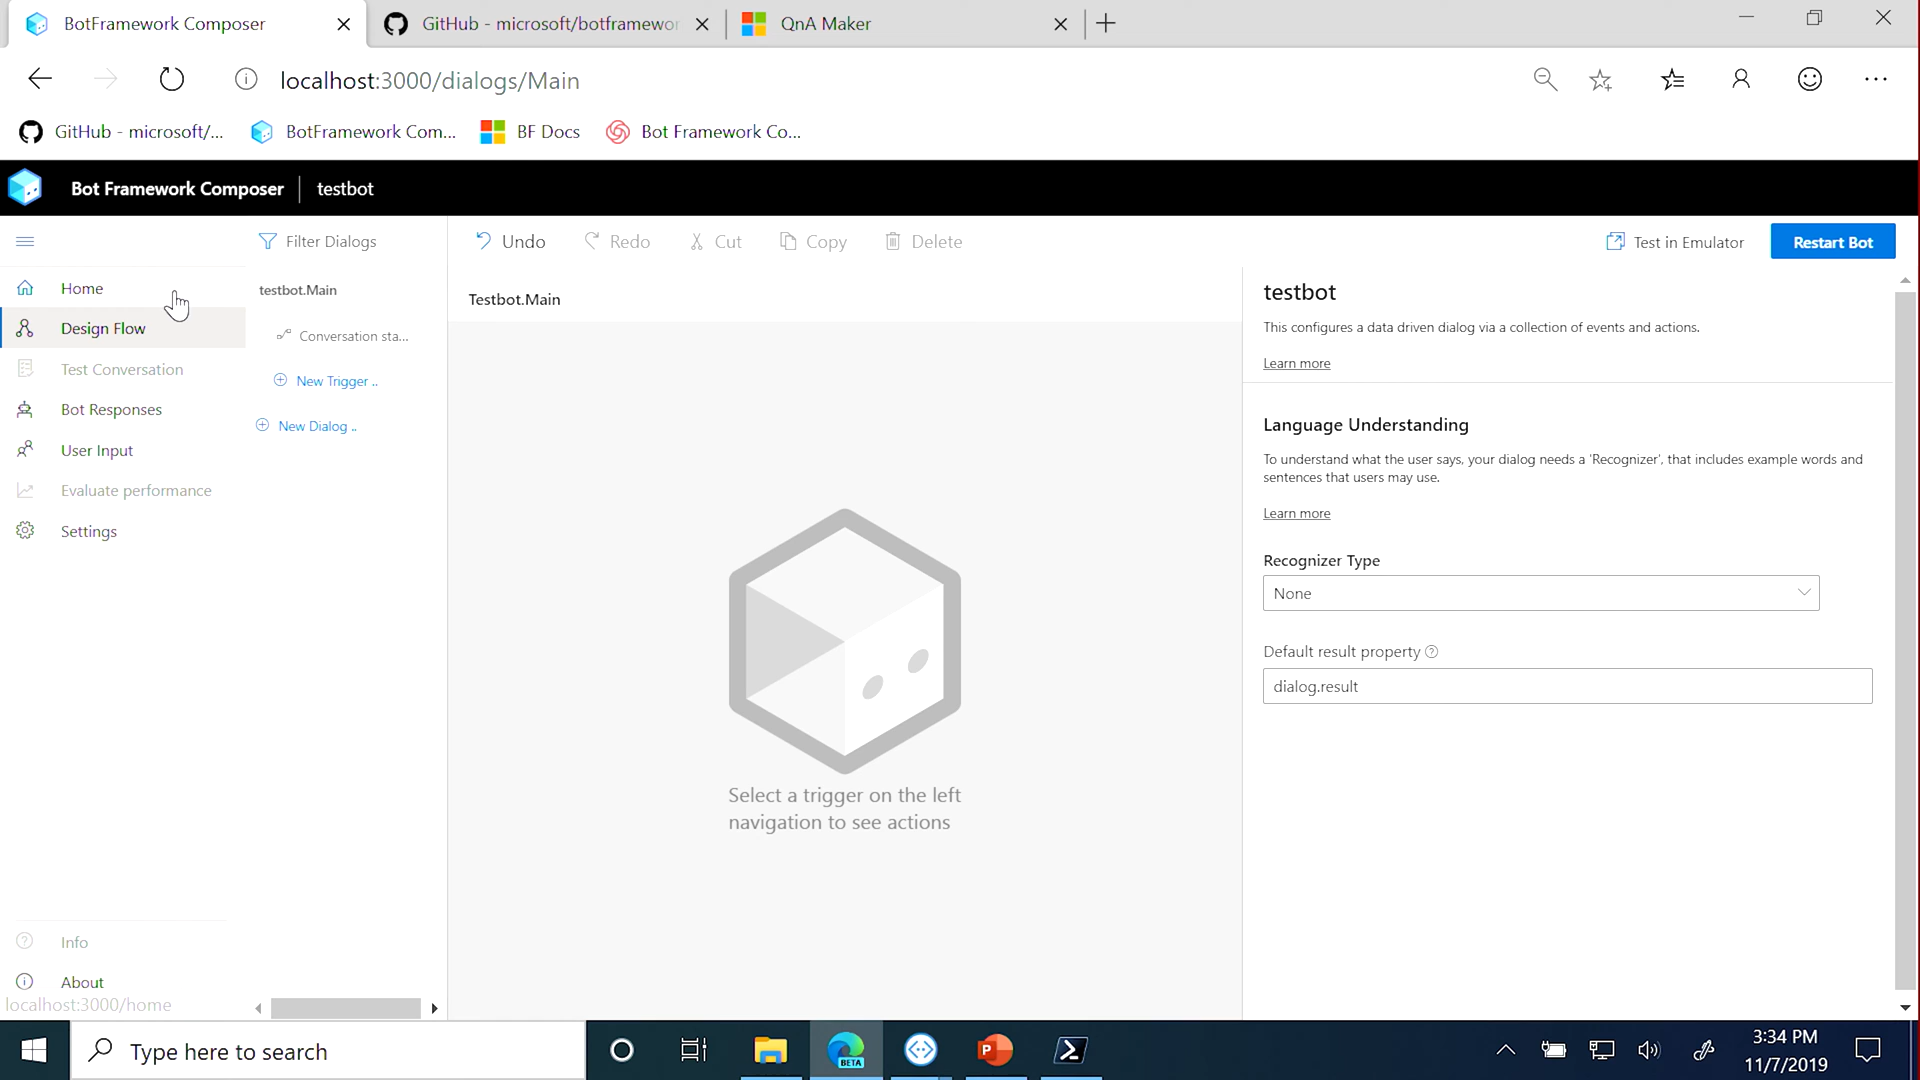 BotFramework Composer
GitHub - microsoft/botframewor
QnA Maker
localhost:3000/dialogs/Main
GitHub - microsoft/...
BotFramework Com...
BF Docs
Bot Framework Co...
Bot Framework Composer
testbot
Filter Dialogs
Undo
Redo
Cut
Copy
Delete
Test in Emulator
Restart Bot
Home
Design Flow
Test Conversation
Bot Responses
User Input
Evaluate performance
Settings
Info
About
localhost:3000/home
testbot.Main
Conversation sta...
New Trigger ..
New Dialog ..
Testbot.Main
Select a trigger on the left
navigation to see actions
testbot
This configures a data driven dialog via a collection of events and actions.
Learn more
Language Understanding
To understand what the user says, your dialog needs a 'Recognizer', that includes example words and
sentences that users may use.
Learn more
Recognizer Type
None
Default result property
dialog.result
Type here to search
BETA
3:34 PM
11/7/2019